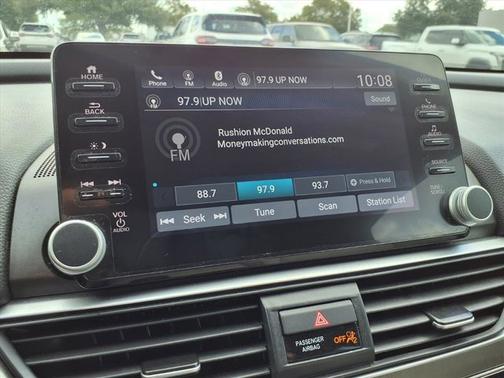 HOME
BACK
VOL
AUDIO
Phone FM Audio 97.9 UP NOW 10:08
97.9|UP NOW Sound
FM
Rushion McDonald
Moneymakingconversations.com
88.7 97.9 93.7 Press & Hold
Seek Tune Scan Station List
CLOCK
PHONE
AUDIO
SOURCE
TUNE
SCROLL
PASSENGER
AIRBAG
OFF